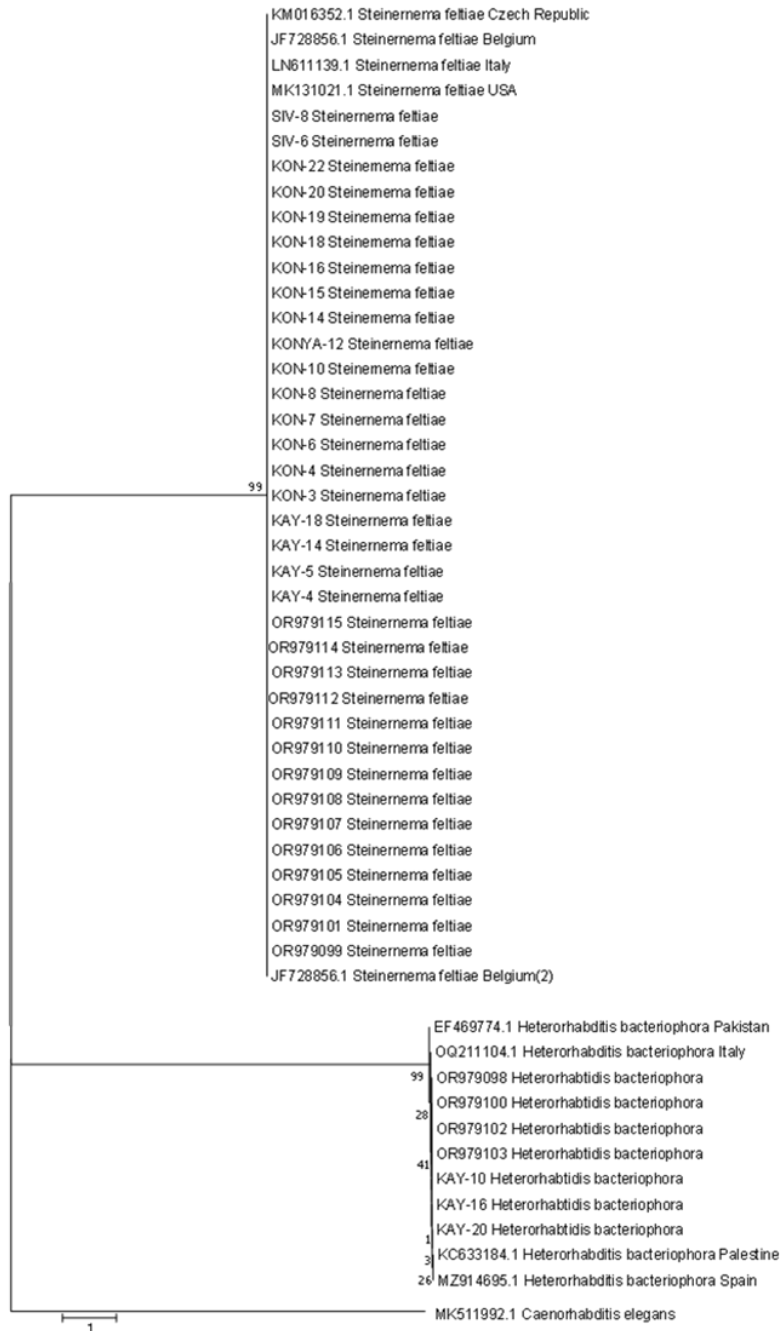 KM016352.1 Steinernema feltiae Czech Republic
JF728856.1 Steinernema feltiae Belgium
LN611139.1 Steinernema feltiae Italy
MK131021.1 Steinernema feltiae USA
SIV-8 Steinernema feltiae
SIV-6 Steinernema feltiae
KON-22 Steinernema feltiae
KON-20 Steinernema feltiae
KON-19 Steinernema feltiae
KON-18 Steinernema feltiae
KON-16 Steinernema feltiae
KON-15 Steinernema feltiae
KON-14 Steinernema feltiae
KONYA-12 Steinernema feltiae
KON-10 Steinernema feltiae
KON-8 Steinernema feltiae
KON-7 Steinernema feltiae
KON-6 Steinernema feltiae
KON-4 Steinernema feltiae
99
KON-3 Steinernema feltiae
KAY-18 Steinernema feltiae
KAY-14 Steinernema feltiae
KAY-5 Steinernema feltiae
KAY-4 Steinernema feltiae
OR979115 Steinernema feltiae
OR979114 Steinernema feltiae
OR979113 Steinernema feltiae
OR979112 Steinernema feltiae
OR979111 Steinernema feltiae
OR979110 Steinernema feltiae
OR979109 Steinernema feltiae
OR979108 Steinernema feltiae
OR979107 Steinernema feltiae
OR979106 Steinernema feltiae
OR979105 Steinernema feltiae
OR979104 Steinernema feltiae
OR979101 Steinernema feltiae
OR979099 Steinernema feltiae
JF728856.1 Steinernema feltiae Belgium(2)
EF469774.1 Heterorhabditis bacteriophora Pakistan
OQ211104.1 Heterorhabditis bacteriophora Italy
99
OR979098 Heterorhabtidis bacteriophora
OR979100 Heterorhabtidis bacteriophora
28
OR979102 Heterorhabtidis bacteriophora
OR979103 Heterorhabtidis bacteriophora
41
KAY-10 Heterorhabtidis bacteriophora
KAY-16 Heterorhabtidis bacteriophora
KAY-20 Heterorhabtidis bacteriophora
1
KC633184.1 Heterorhabditis bacteriophora Palestine
3
26
MZ914695.1 Heterorhabditis bacteriophora Spain
MK511992.1 Caenorhabditis elegans
1